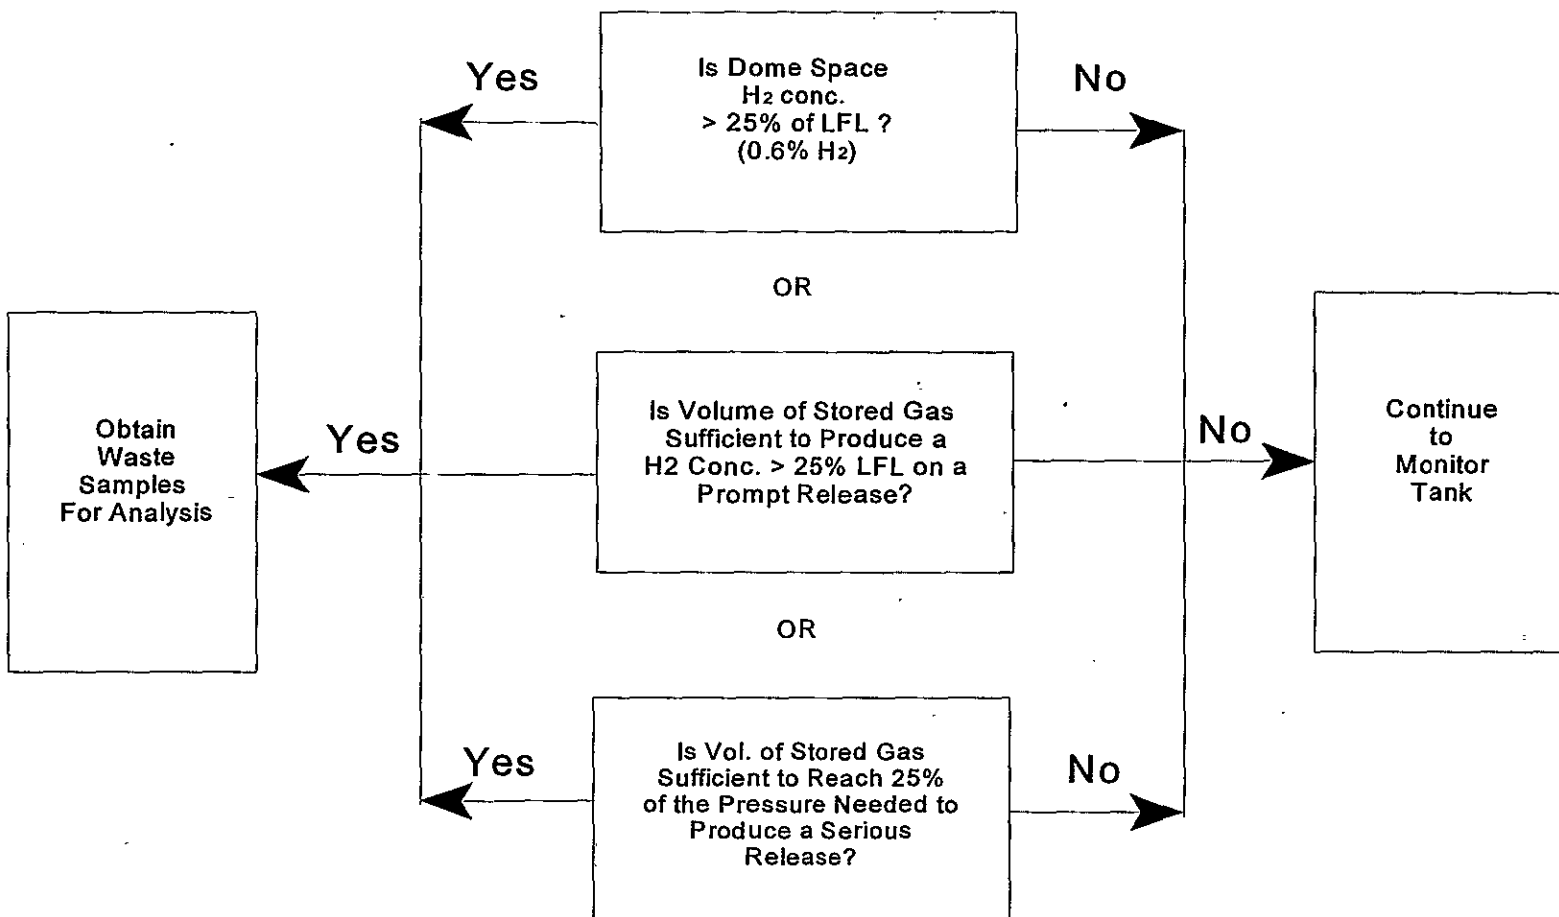 Is Dome Space
H2 conc.
> 25% of LFL ?
(0.6% H2)
Yes
No
OR
Is Volume of Stored Gas
Sufficient to Produce a
H2 Conc. > 25% LFL on a
Prompt Release?
Yes
No
Obtain
Waste
Samples
For Analysis
Continue
to
Monitor
Tank
OR
Is Vol. of Stored Gas
Sufficient to Reach 25%
of the Pressure Needed to
Produce a Serious
Release?
Yes
No